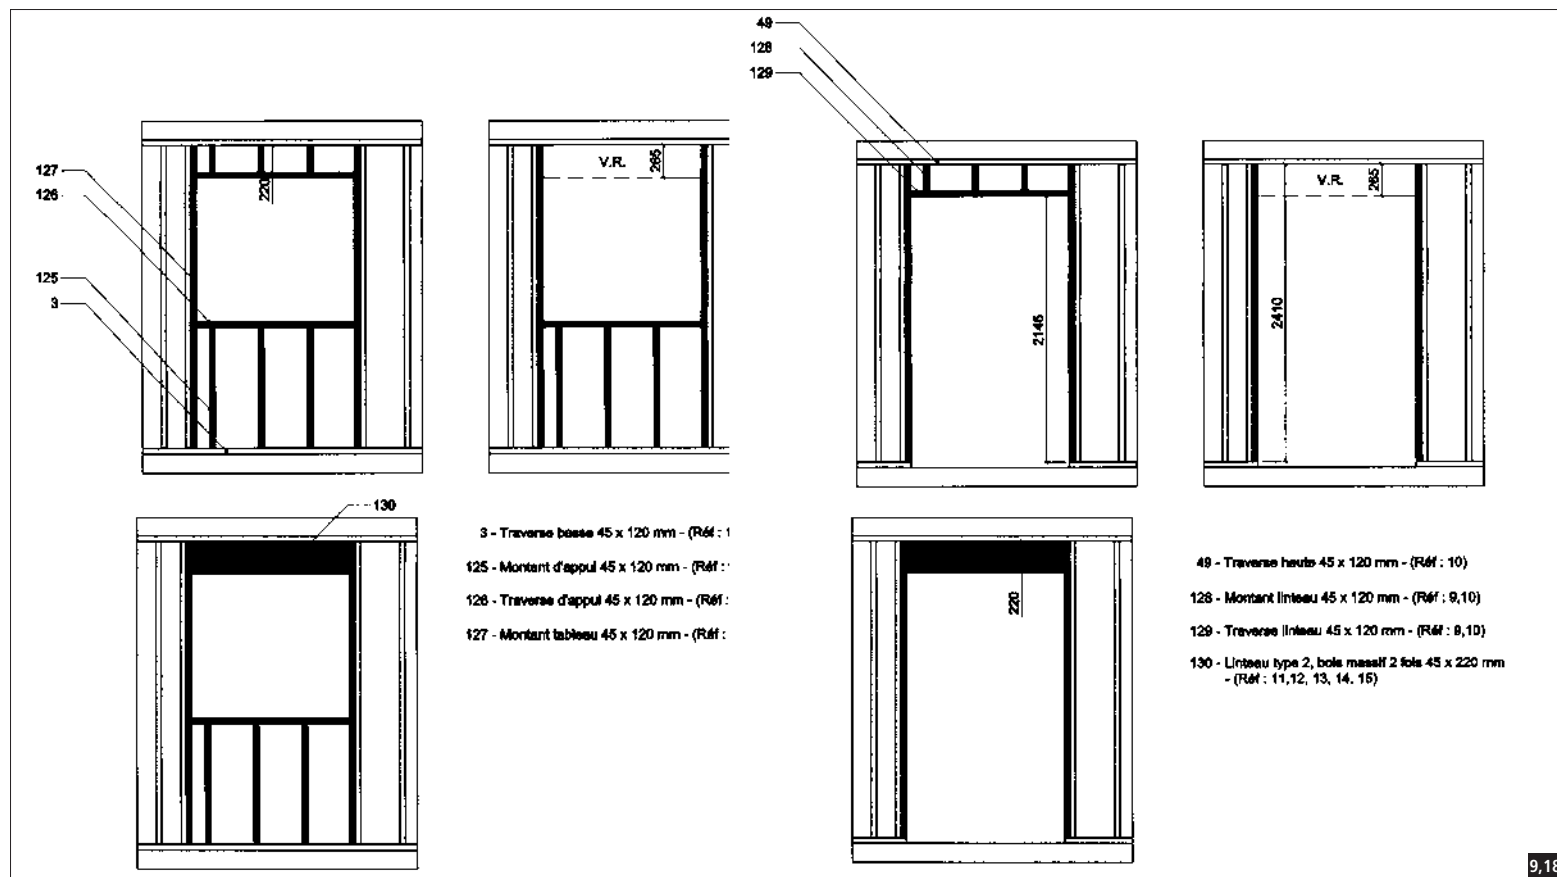 49
128
129
127
126
125
3
220
V.R.
265
2145
V.R.
265
2410
130
220
3 - Traverse basse 45 x 120 mm - (Réf : 1
125 - Montant d'appui 45 x 120 mm - (Réf :
126 - Traverse d'appui 45 x 120 mm - (Réf :
127 - Montant tableau 45 x 120 mm - (Réf :
49 - Traverse haute 45 x 120 mm - (Réf : 10)
128 - Montant linteau 45 x 120 mm - (Réf : 9,10)
129 - Traverse linteau 45 x 120 mm - (Réf : 9,10)
130 - Linteau type 2, bois massif 2 fois 45 x 220 mm
- (Réf : 11,12, 13, 14, 15)
9,18